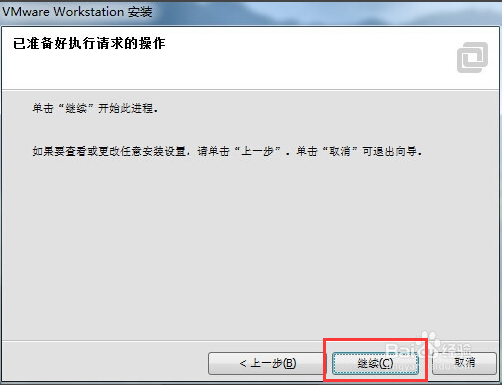 VMware Workstation 安装
已准备好执行请求的操作
单击“继续”开始此进程。
如果要查看或更改任意安装设置，请单击“上一步”. 单击“取消”可退出向导。
< 上一步(B)
继续(C)
取消
Baidu 经验